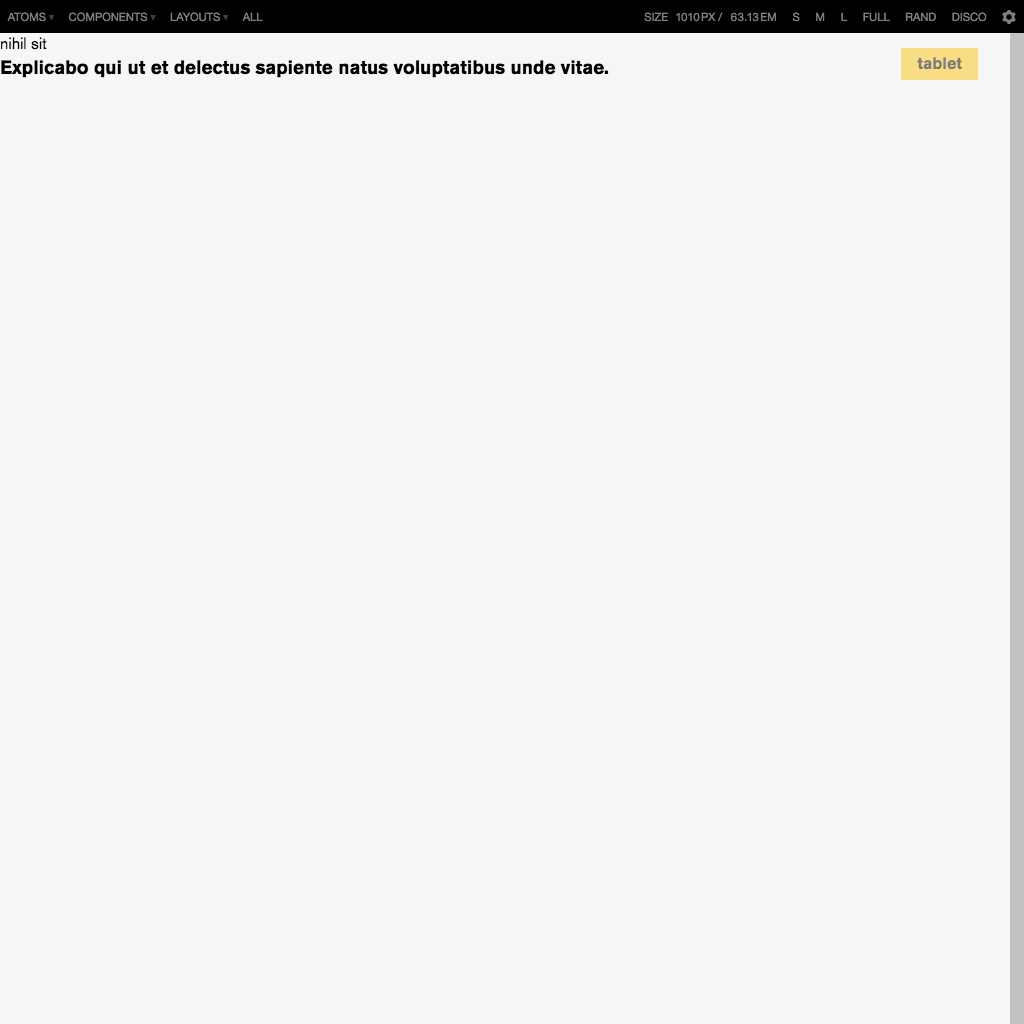 ATOMS ▾ COMPONENTS ▾ LAYOUTS ▾ ALL SIZE 1010PX / 63.13EM S M L FULL RAND DISCO
nihil sit
Explicabo qui ut et delectus sapiente natus voluptatibus unde vitae.
tablet